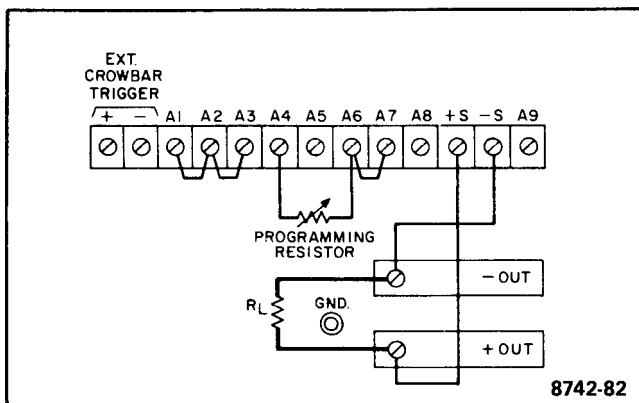 EXT.
CROWBAR
TRIGGER
+ - A1 A2 A3 A4 A5 A6 A7 A8 +S -S A9
PROGRAMMING
RESISTOR
- OUT
RL
GND.
+ OUT
8742-82